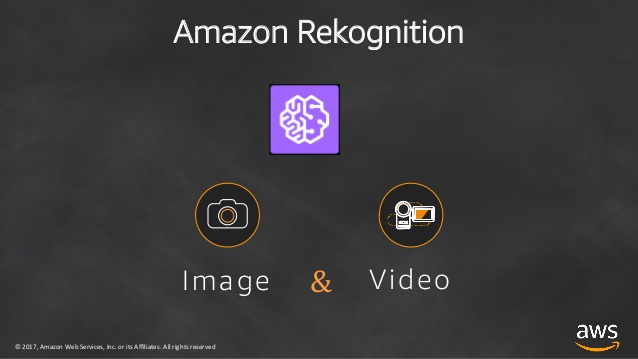 Amazon Rekognition
Image & Video
© 2017, Amazon Web Services, Inc. or its Affiliates. All rights reserved
aws